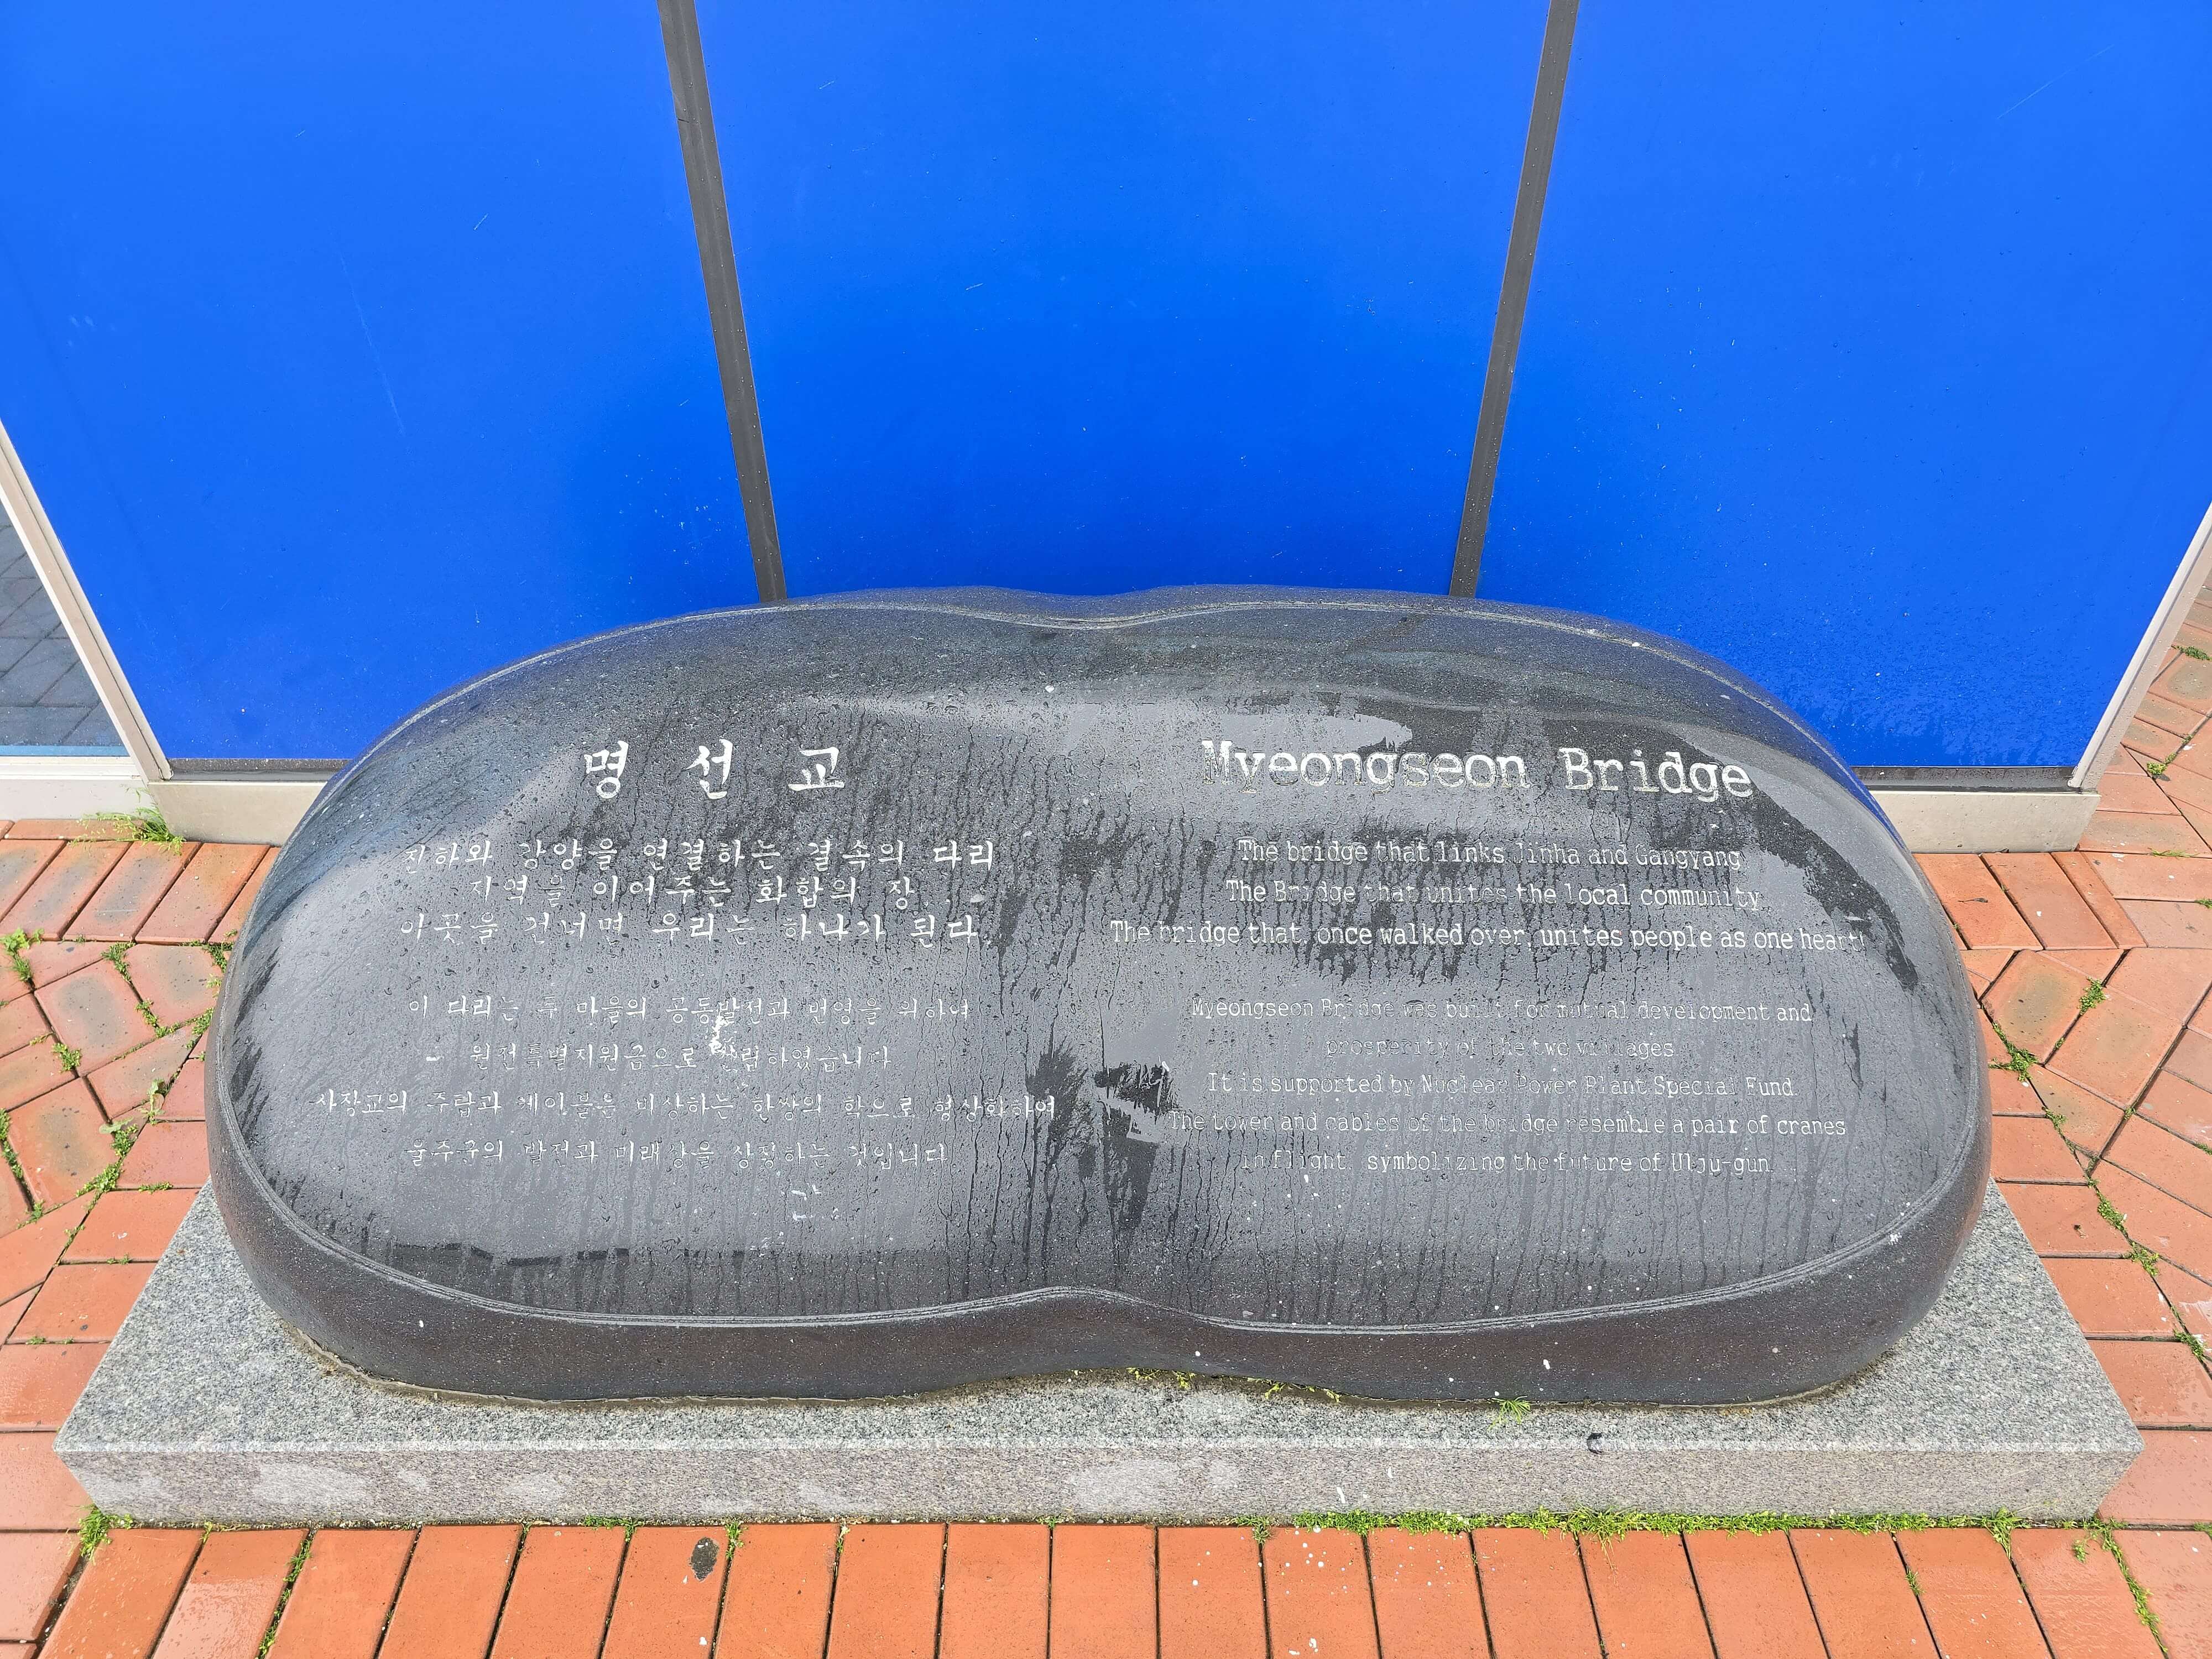 명 선 교
진하와 강양을 연결하는 결속의 다리
지역을 이어주는 화합의 장
이곳을 건너면 우리는 하나가 된다.
이 다리는 두 마을의 공동발전과 번영을 위하여
원전특별지원금으로 건립하였습니다
사장교의 주탑과 케이블을 비상하는 한쌍의 학으로 형상화하여
울주군의 발전과 미래상을 상징하는 것입니다
Myeongseon Bridge
The bridge that links Jinha and Gangyang
The Bridge that unites the local community
The bridge that, once walked over, unites people as one heart!
Myeongseon Bridge was built for mutual development and
prosperity of the two villages
It is supported by Nuclear Power Plant Special Fund
The tower and cables of the bridge resemble a pair of cranes
in flight, symbolizing the future of Ulju-gun